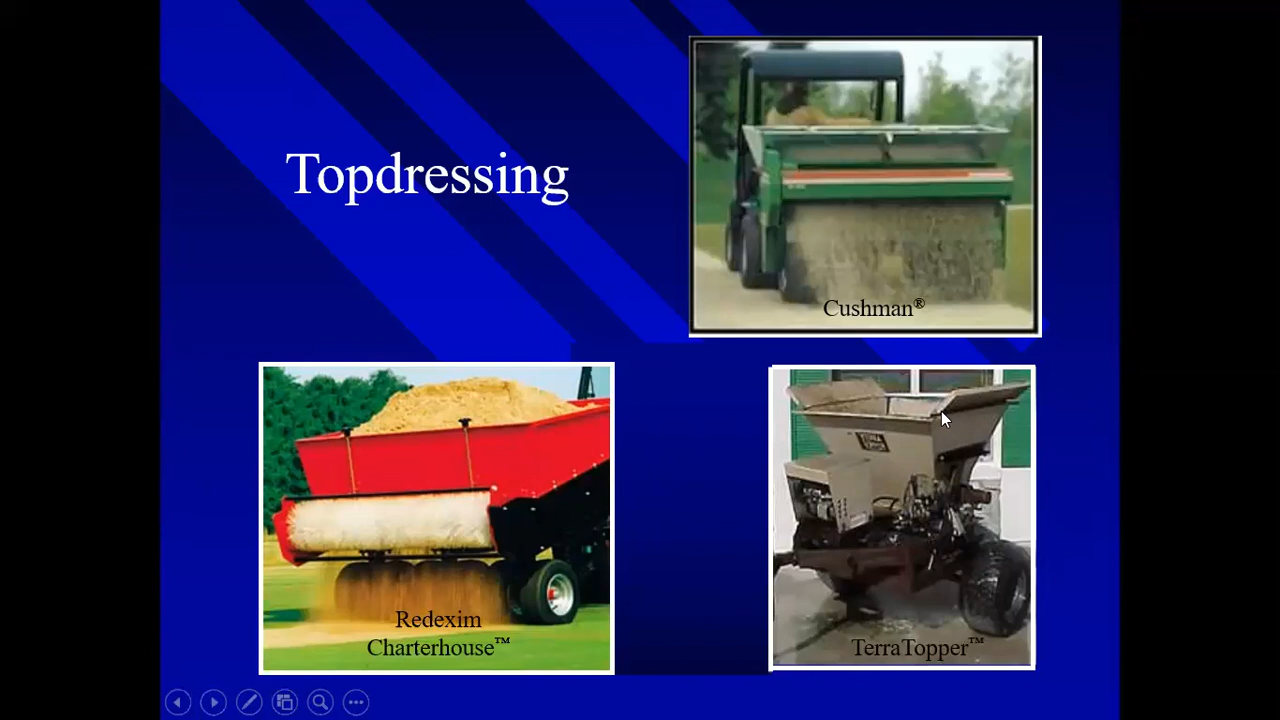 Topdressing
Cushman®
Redexim
Charterhouse™
TerraTopper™